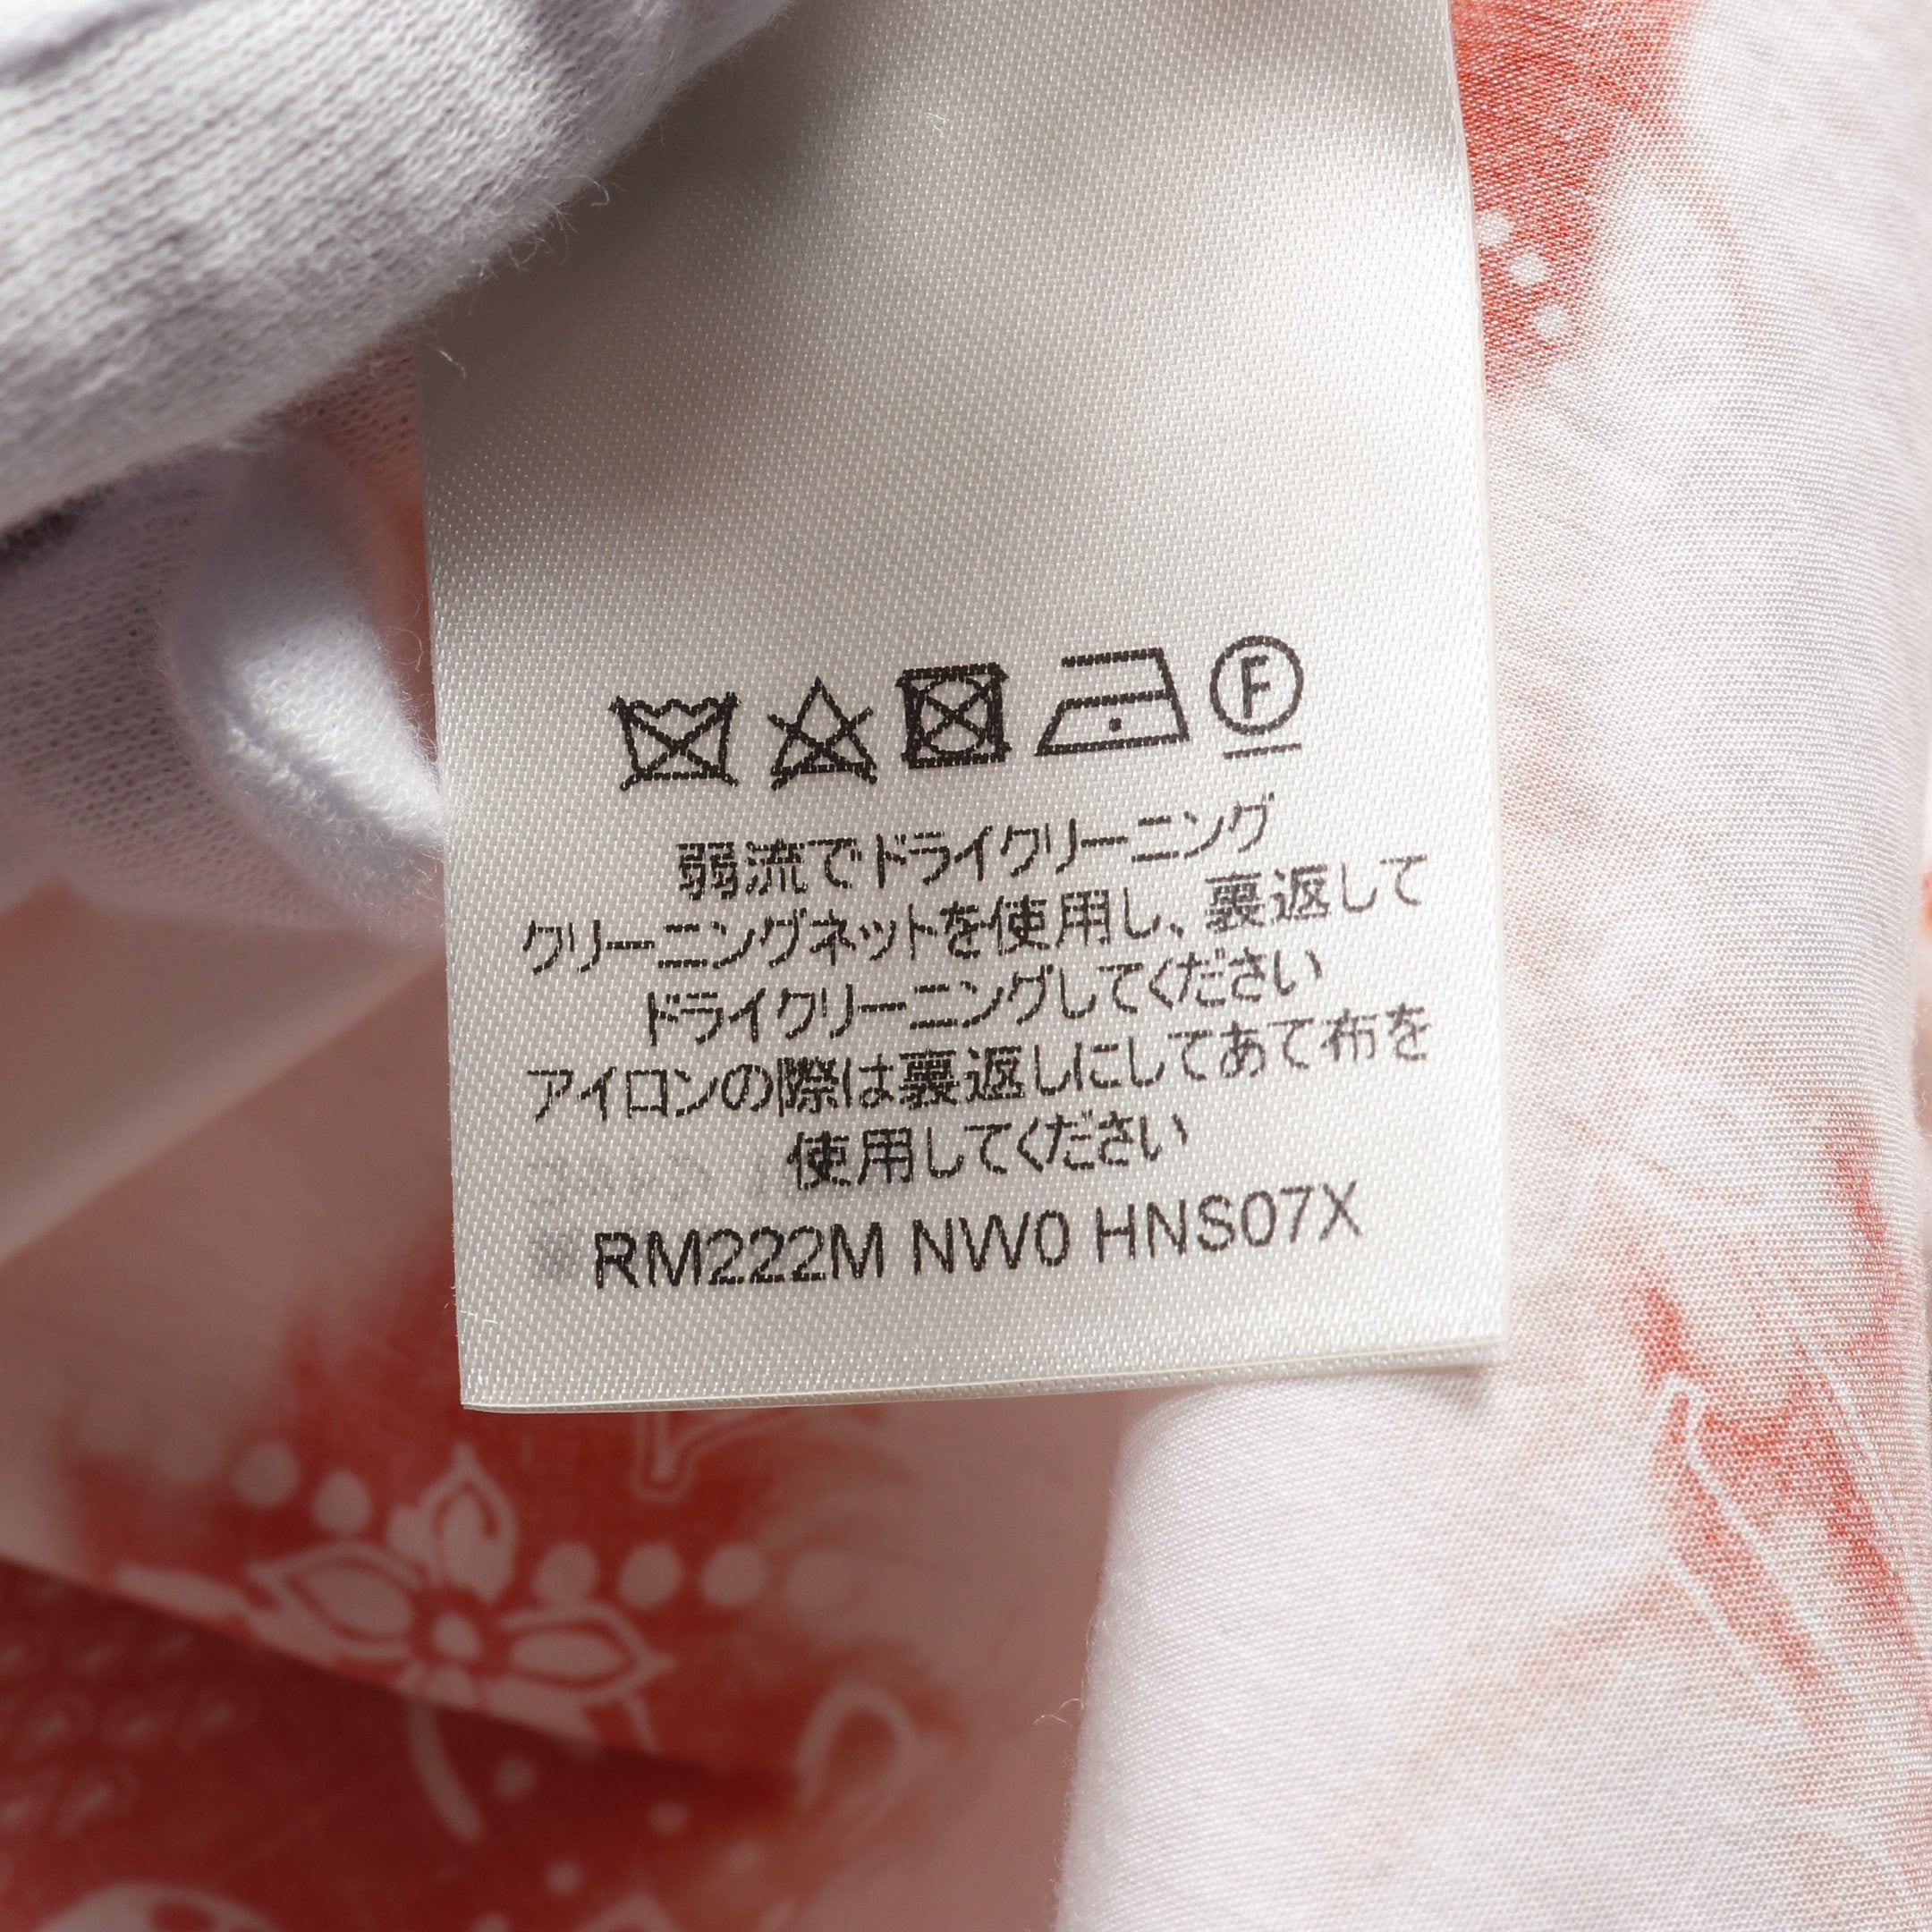 F
弱流でドライクリーニング
クリーニングネットを使用し、裏返して
ドライクリーニングしてください
アイロンの際は裏返しにしてあて布を
使用してください
RM222M NW0 HNS07X